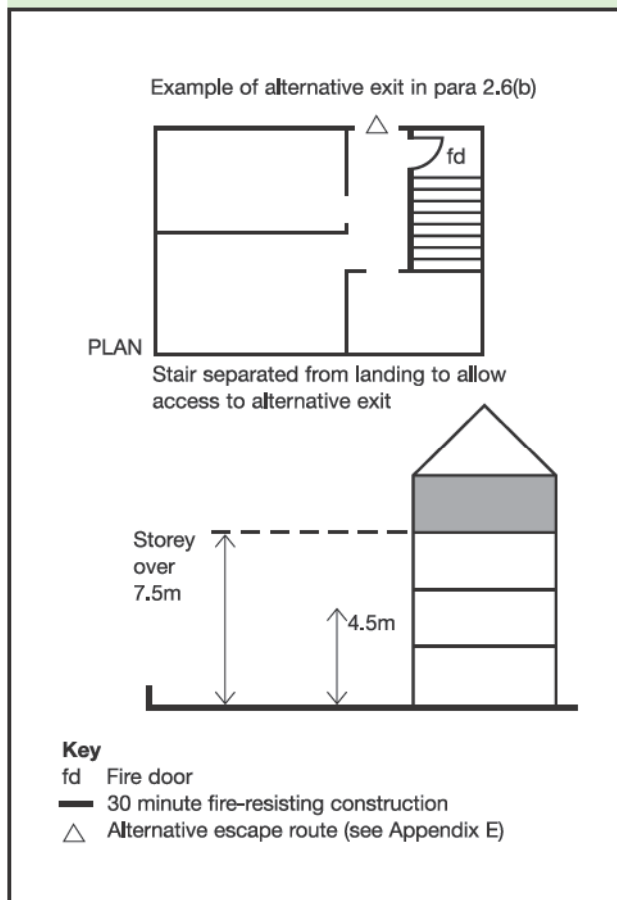 Example of alternative exit in para 2.6(b)
fd
PLAN
Stair separated from landing to allow
access to alternative exit
Storey
over
7.5m
4.5m
Key
fd Fire door
30 minute fire-resisting construction
Alternative escape route (see Appendix E)